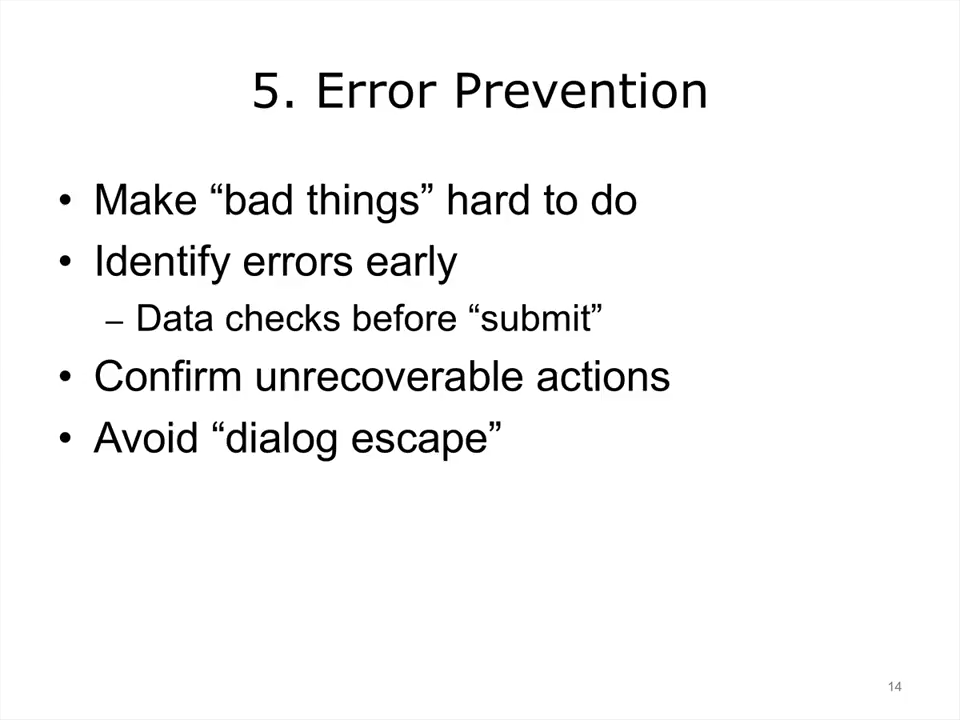 5. Error Prevention
• Make “bad things” hard to do
• Identify errors early
– Data checks before “submit”
• Confirm unrecoverable actions
• Avoid “dialog escape”
14